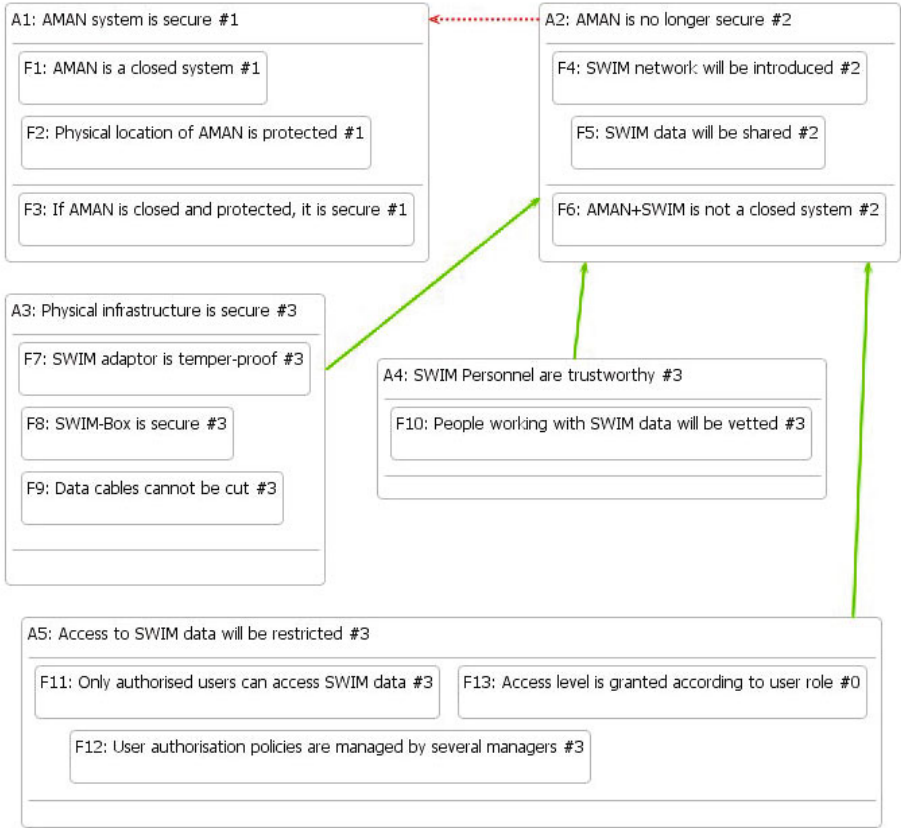 A1: AMAN system is secure #1
F1: AMAN is a closed system #1
F2: Physical location of AMAN is protected #1
F3: If AMAN is closed and protected, it is secure #1
A2: AMAN is no longer secure #2
F4: SWIM network will be introduced #2
F5: SWIM data will be shared #2
F6: AMAN+SWIM is not a closed system #2
A3: Physical infrastructure is secure #3
F7: SWIM adaptor is temper-proof #3
F8: SWIM-Box is secure #3
F9: Data cables cannot be cut #3
A4: SWIM Personnel are trustworthy #3
F10: People working with SWIM data will be vetted #3
A5: Access to SWIM data will be restricted #3
F11: Only authorised users can access SWIM data #3
F13: Access level is granted according to user role #0
F12: User authorisation policies are managed by several managers #3